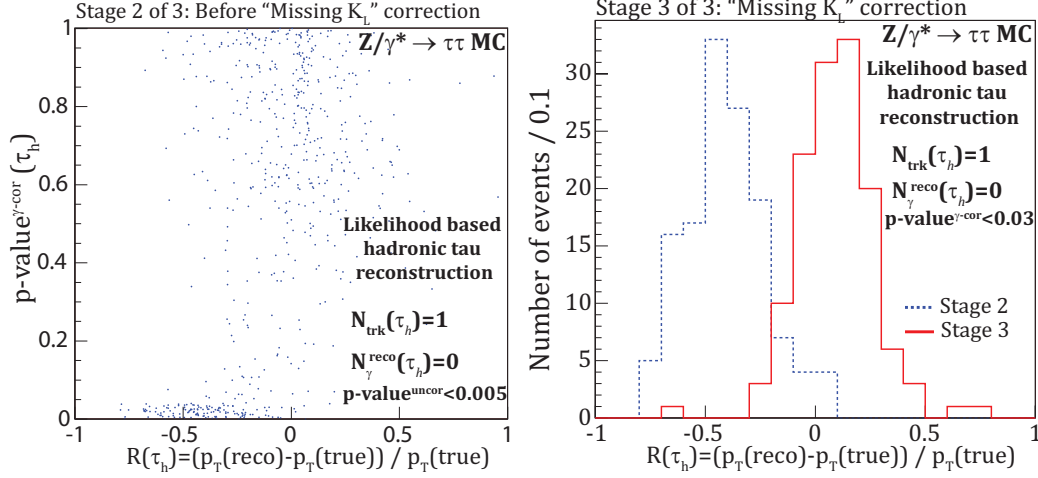 Stage 2 of 3: Before “Missing K_L” correction
Z/γ* → ττ MC
Likelihood based
hadronic tau
reconstruction
N_trk(τ_h)=1
N_γ^reco(τ_h)=0
p-value^uncor<0.005
p-value^γ-cor (τ_h)
1
0.8
0.6
0.4
0.2
0
-1 -0.5 0 0.5 1
R(τ_h)=(p_T(reco)-p_T(true)) / p_T(true)
Stage 3 of 3: “Missing K_L” correction
Z/γ* → ττ MC
Likelihood based
hadronic tau
reconstruction
N_trk(τ_h)=1
N_γ^reco(τ_h)=0
p-value^γ-cor<0.03
Stage 2
Stage 3
Number of events / 0.1
30
25
20
15
10
5
0
-1 -0.5 0 0.5 1
R(τ_h)=(p_T(reco)-p_T(true)) / p_T(true)